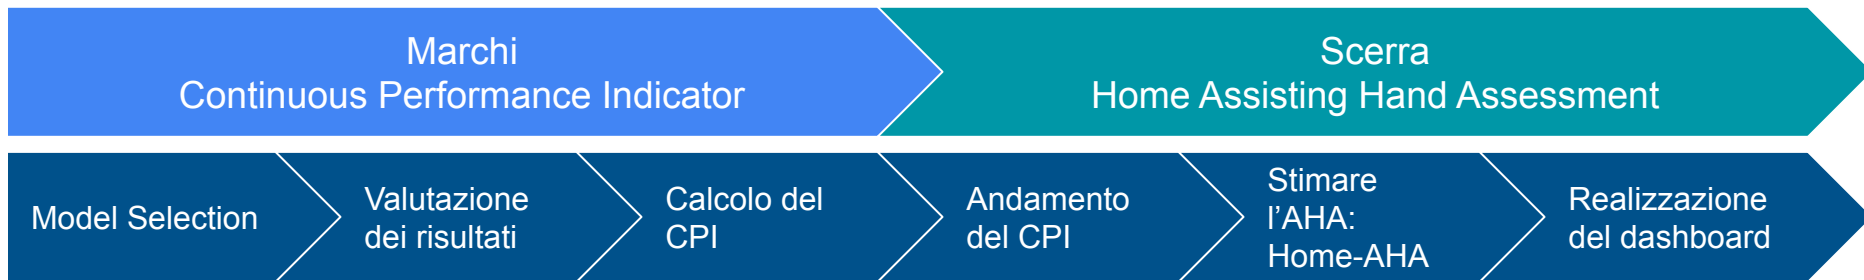 Marchi
Continuous Performance Indicator
Scerra
Home Assisting Hand Assessment
Model Selection
Valutazione
dei risultati
Calcolo del
CPI
Andamento
del CPI
Stimare
l’AHA:
Home-AHA
Realizzazione
del dashboard